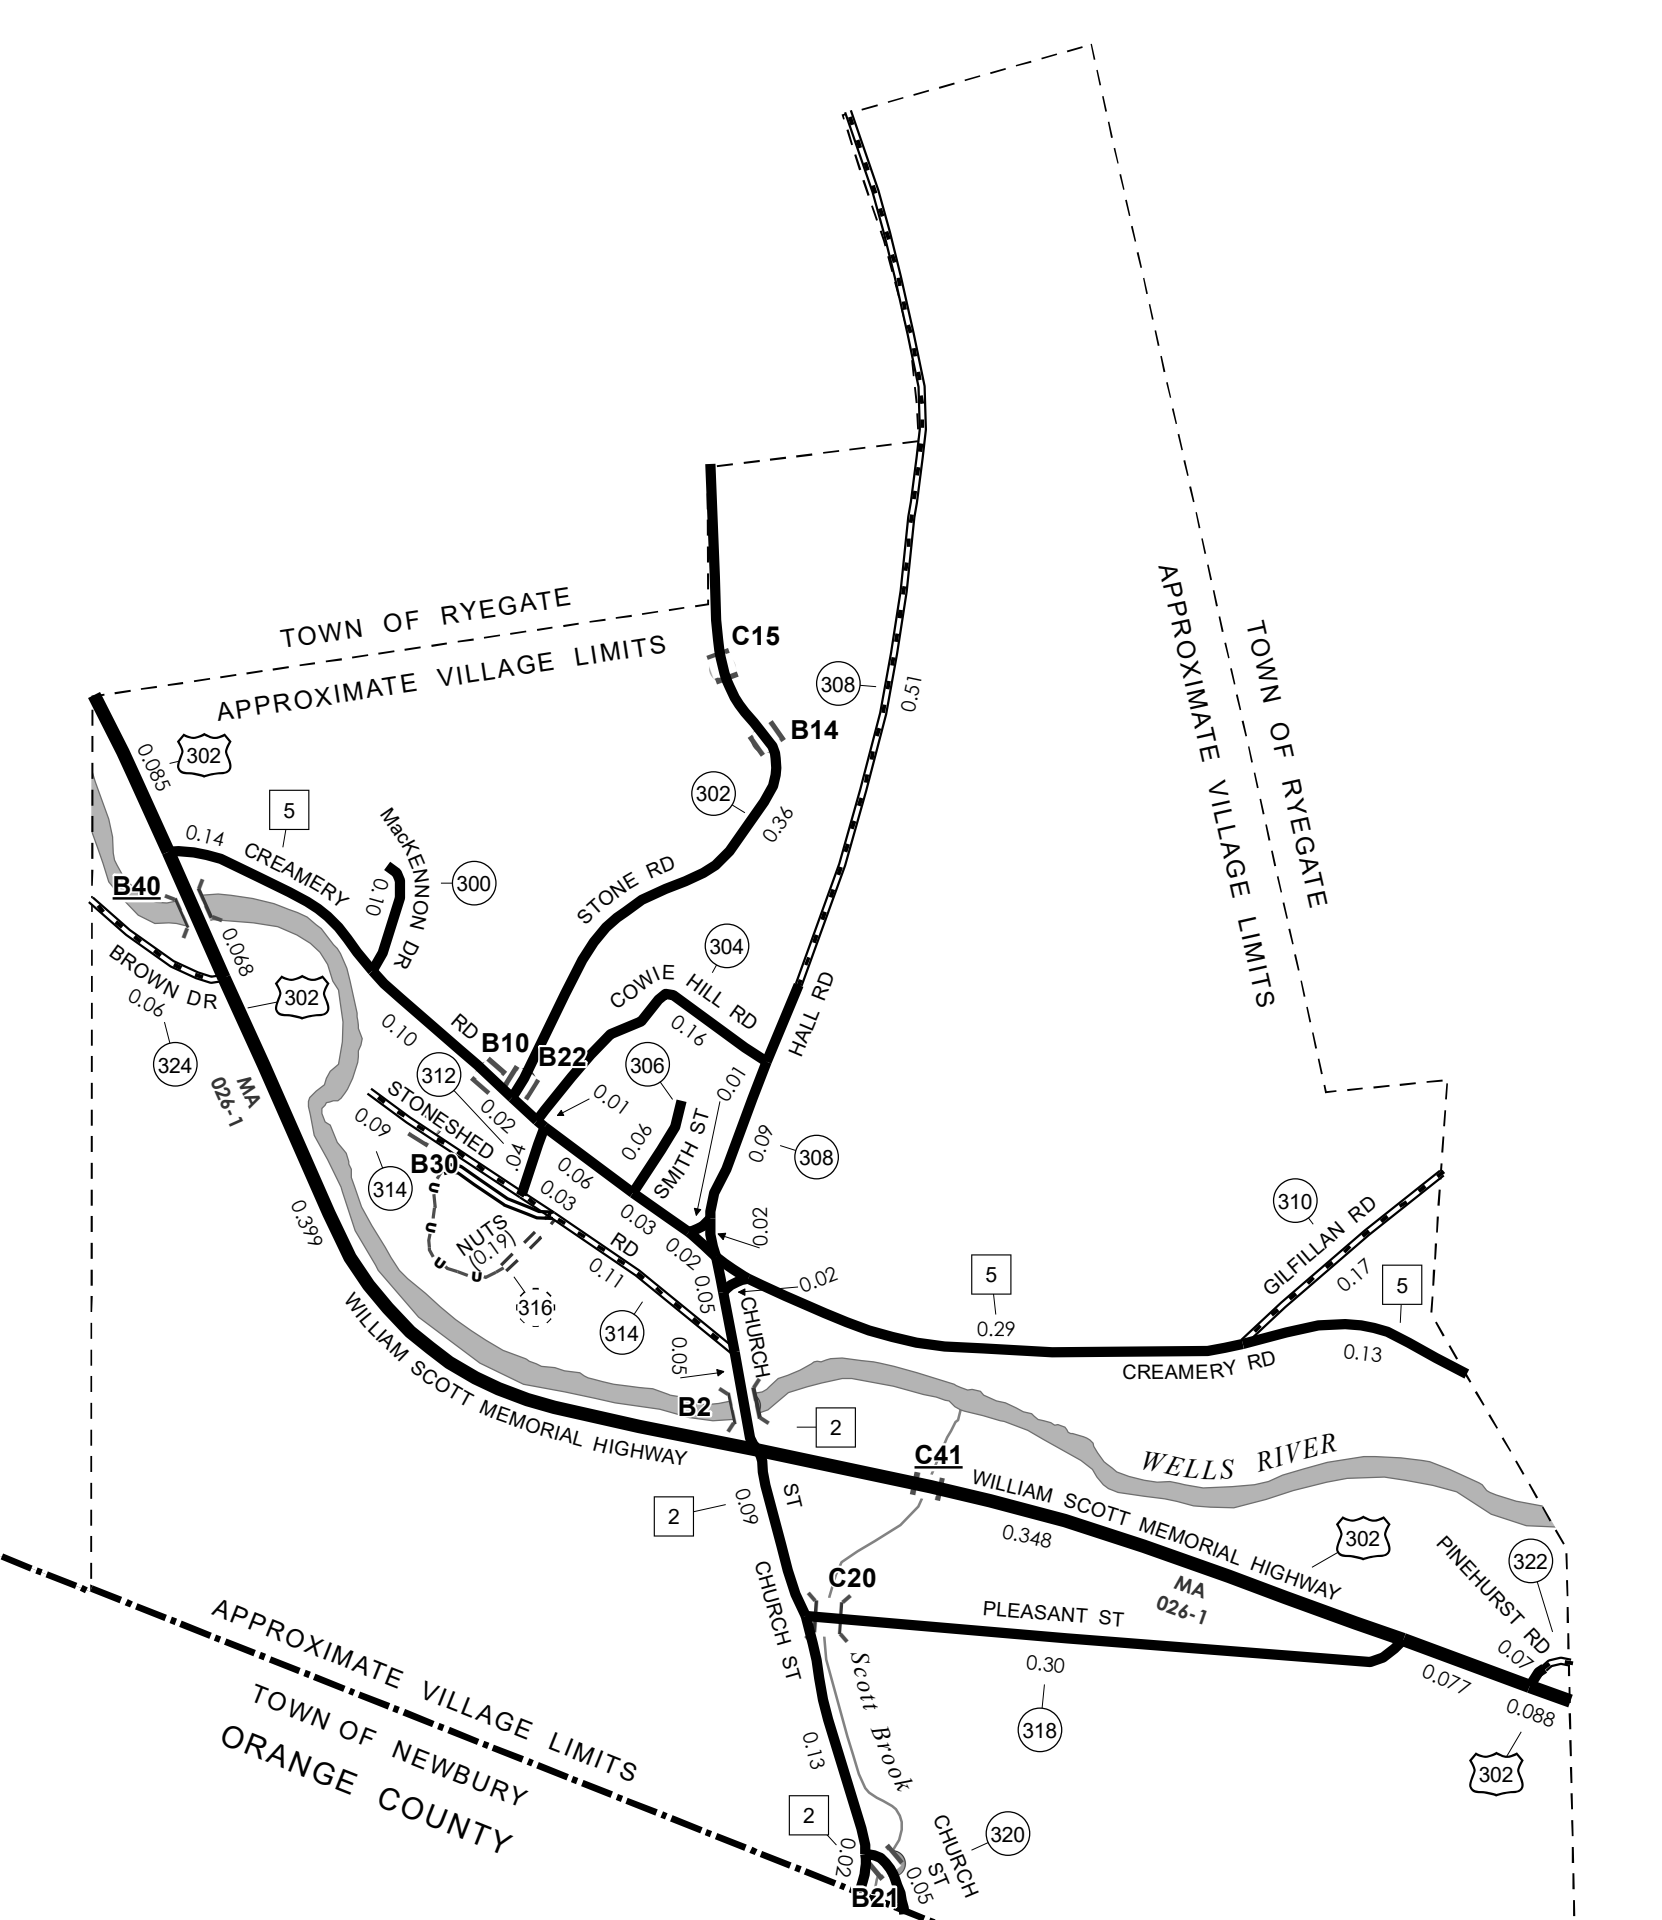 TOWN OF RYEGATE
APPROXIMATE VILLAGE LIMITS
APPROXIMATE VILLAGE LIMITS
TOWN OF RYEGATE
C15
308
0.51
B14
302
0.085
302
0.36
5
0.14
CREAMERY
MacKENNION DR
0.10
300
STONE RD
B40
0.068
BROWN DR
0.06
302
324
MA
026-1
304
COWIE HILL RD
0.16
HALL RD
0.10
RD
B10
B22
312
306
0.01
0.01
0.02
STONESHED
0.09
0.06
SMITH ST
0.09
308
B30
.04
0.06
0.03
314
310
GILFILLAN RD
0.17
0.399
NUTS
(0.19)
0.03
0.02
RD
0.02
0.11
0.05
0.02
5
5
316
314
CHURCH
0.29
0.05
CREAMERY RD
0.13
WILLIAM SCOTT MEMORIAL HIGHWAY
B2
2
C41
WELLS RIVER
WILLIAM SCOTT MEMORIAL HIGHWAY
ST
2
0.09
0.348
302
PINEHURST RD
322
CHURCH ST
C20
MA
026-1
PLEASANT ST
0.30
0.07
0.077
0.088
318
302
APPROXIMATE VILLAGE LIMITS
TOWN OF NEWBURY
ORANGE COUNTY
Scott Brook
0.13
2
CHURCH
ST
320
0.02
0.05
B21